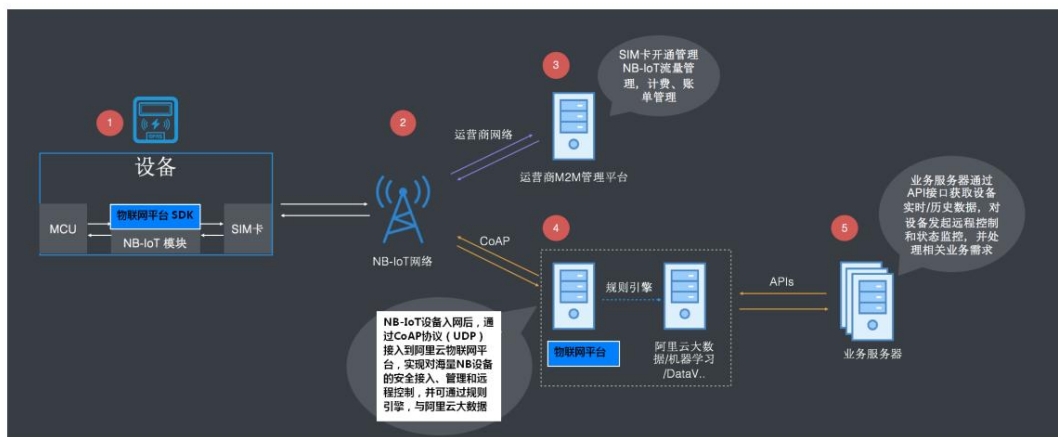 1
设备
MCU
物联网平台 SDK
NB-IoT 模块
SIM卡
2
NB-IoT网络
运营商网络
3
运营商M2M管理平台
SIM卡开通管理
NB-IoT流量管
理，计费、账
单管理
CoAP
4
规则引擎
物联网平台
阿里云大数
据/机器学习
/DataV..
NB-IoT设备入网后，通
过CoAP协议（UDP）
接入到阿里云物联网平
台，实现对海量NB设备
的安全接入、管理和远
程控制，并可通过规则
引擎，与阿里云大数据
APIs
5
业务服务器
业务服务器通过
API接口获取设备
实时/历史数据，对
设备发起远程控制
和状态监控，并处
理相关业务需求